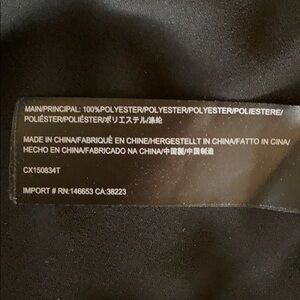 MAIN/PRINCIPAL: 100%POLYESTER/POLYESTER/POLYESTER/POLIESTERE/
POLIÉSTER/POLIÉSTER/ポリエステル/涤纶
MADE IN CHINA/FABRIQUÉ EN CHINE/HERGESTELLT IN CHINA/FATTO IN CINA/
HECHO EN CHINA/FABRICADO NA CHINA/中国製/中国制造
CX150834T
IMPORT # RN:146653 CA:38223